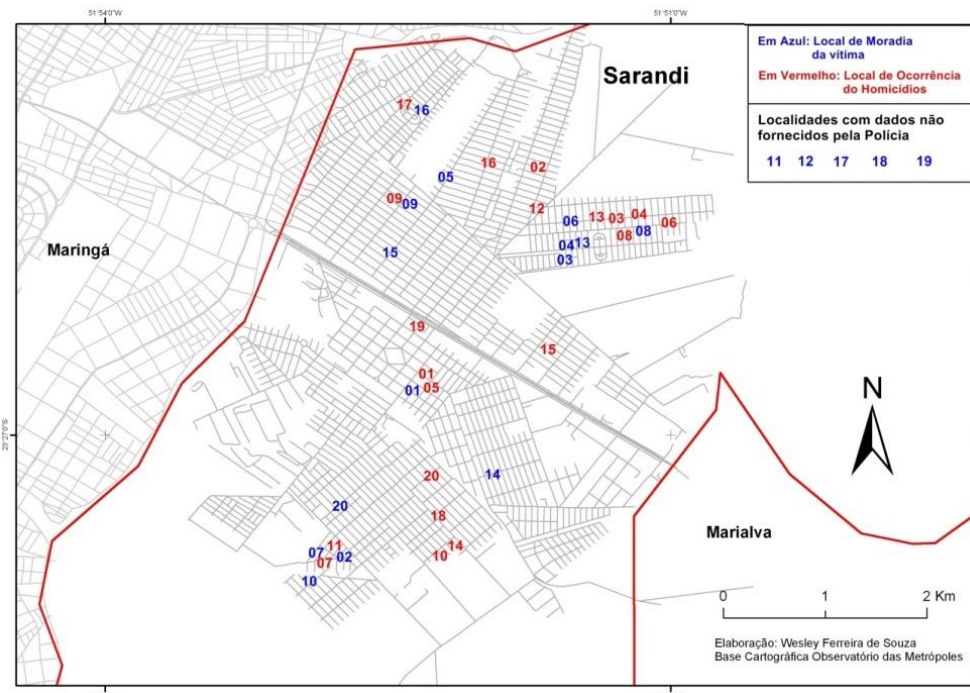 51°54'0"W
51°51'0"W
Em Azul: Local de Moradia
da vítima
Em Vermelho: Local de Ocorrência
do Homicídios
Localidades com dados não
fornecidos pela Polícia
11 12 17 18 19
Sarandi
17
16
16
02
05
09
09
12
06
13
03
04
06
08
08
04
13
03
15
Maringá
19
15
01
05
01
N
23°27'0"S
20
14
20
18
Marialva
11
14
07
02
10
07
10
0 1 2 Km
Elaboração: Wesley Ferreira de Souza
Base Cartográfica Observatório das Metrópoles